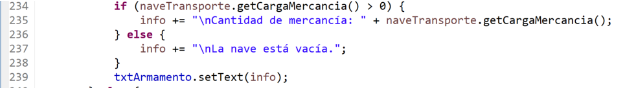 234 if (naveTransporte.getCargaMercancia() > 0) {
235 info += "\nCantidad de mercancía: " + naveTransporte.getCargaMercancia();
236 } else {
237 info += "\nLa nave está vacía.";
238 }
239 txtArmamento.setText(info);